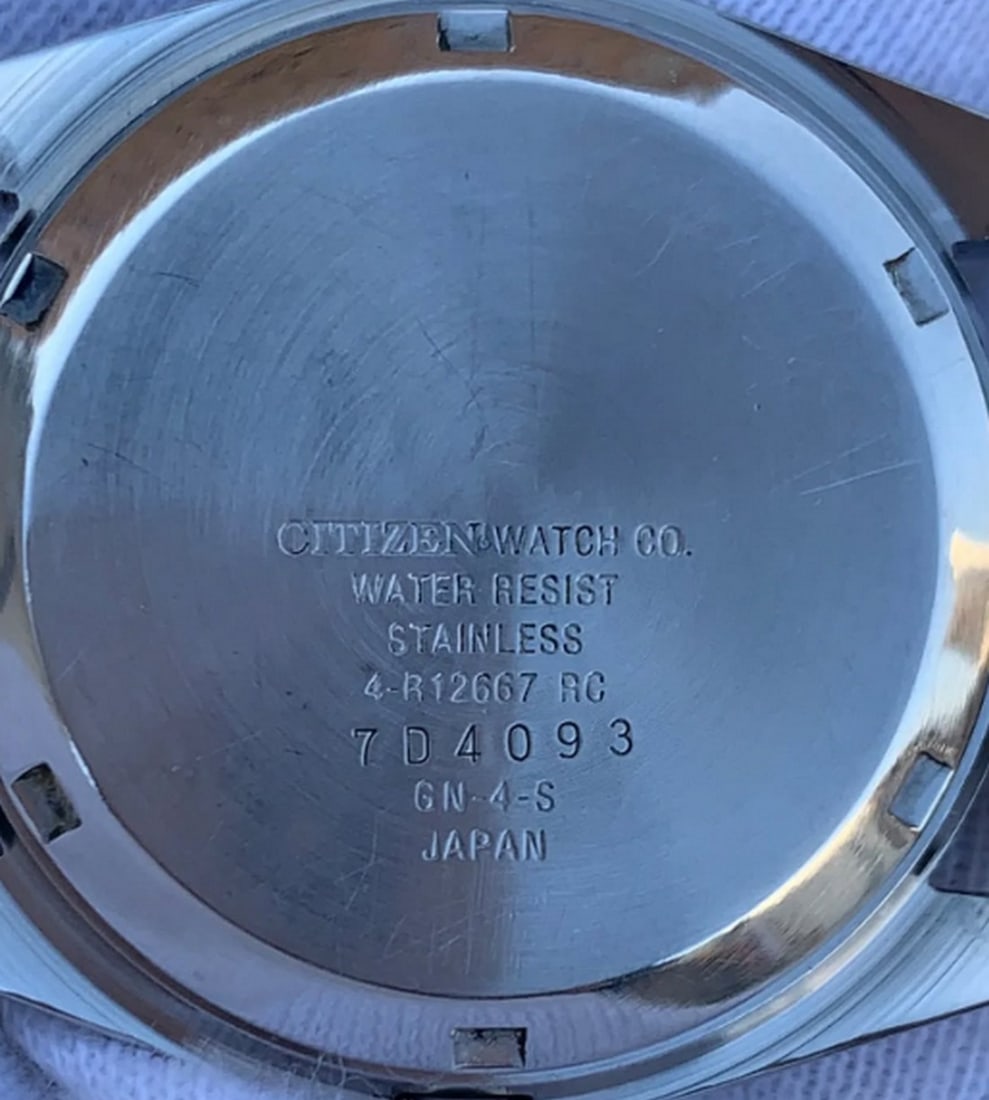 CITIZEN WATCH CO.
WATER RESIST
STAINLESS
4-R12667 RC
7D4093
GN-4-S
JAPAN